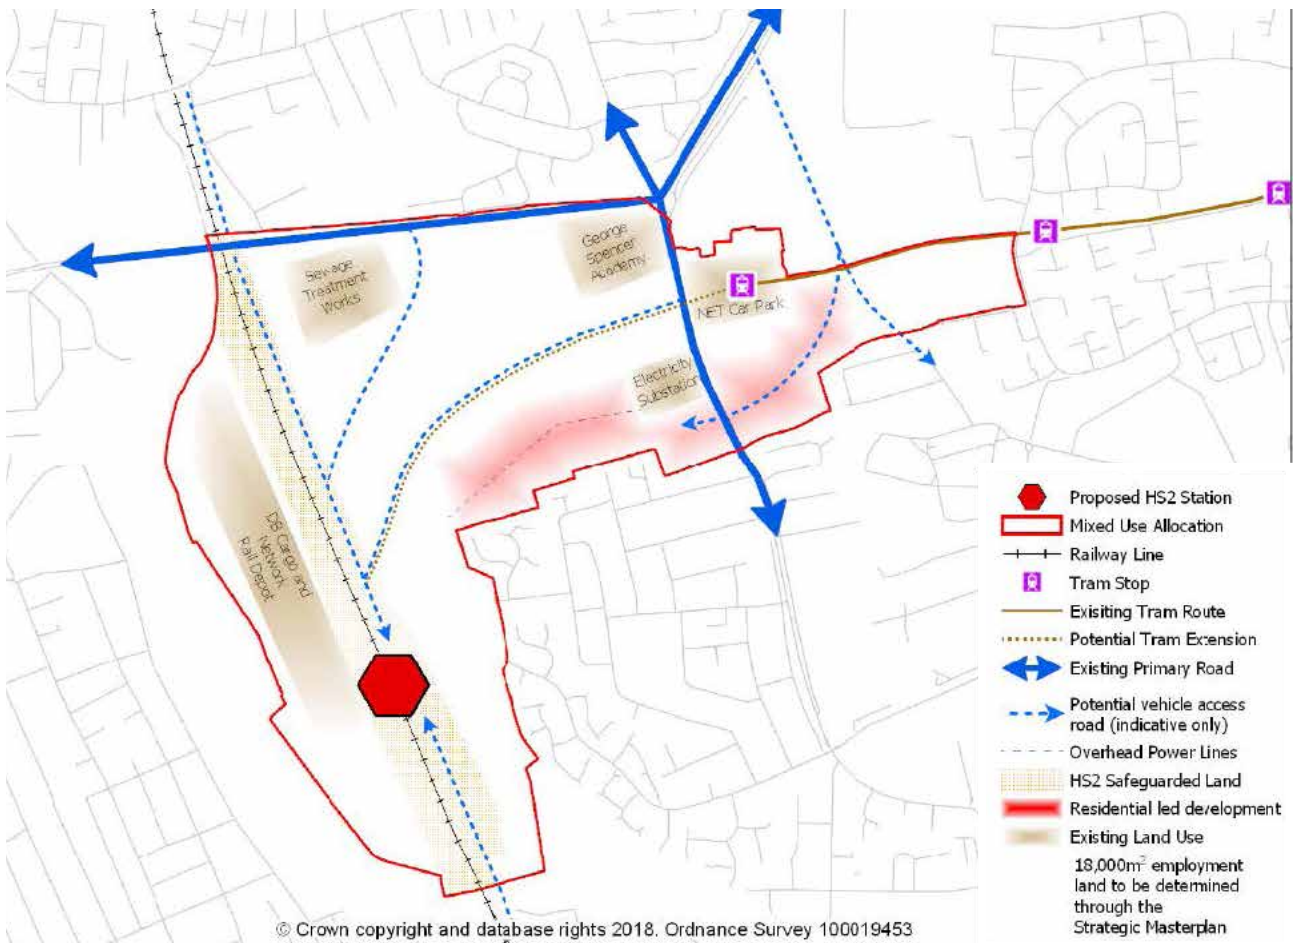 George
Spencer
Academy
Sewage
Treatment
Works
NET Car Park
Electricity
Substation
DB Cargo and
Network
Rail Depot
Proposed HS2 Station
Mixed Use Allocation
Railway Line
Tram Stop
Exisiting Tram Route
Potential Tram Extension
Existing Primary Road
Potential vehicle access
road (indicative only)
Overhead Power Lines
HS2 Safeguarded Land
Residential led development
Existing Land Use
18,000m² employment
land to be determined
through the
Strategic Masterplan
© Crown copyright and database rights 2018. Ordnance Survey 100019453